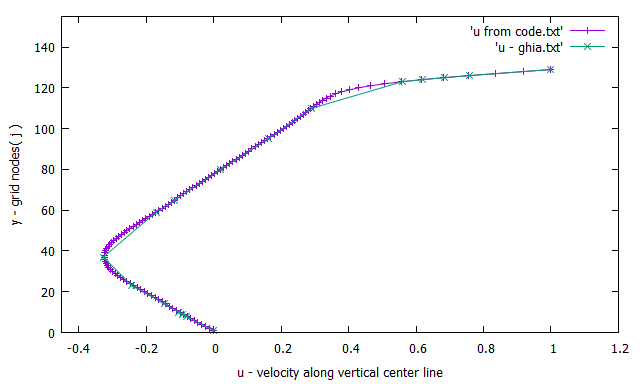 'u from code.txt'
'u - ghia.txt'
140
120
100
80
60
40
20
0
y - grid nodes( j )
-0.4 -0.2 0 0.2 0.4 0.6 0.8 1 1.2
u - velocity along vertical center line